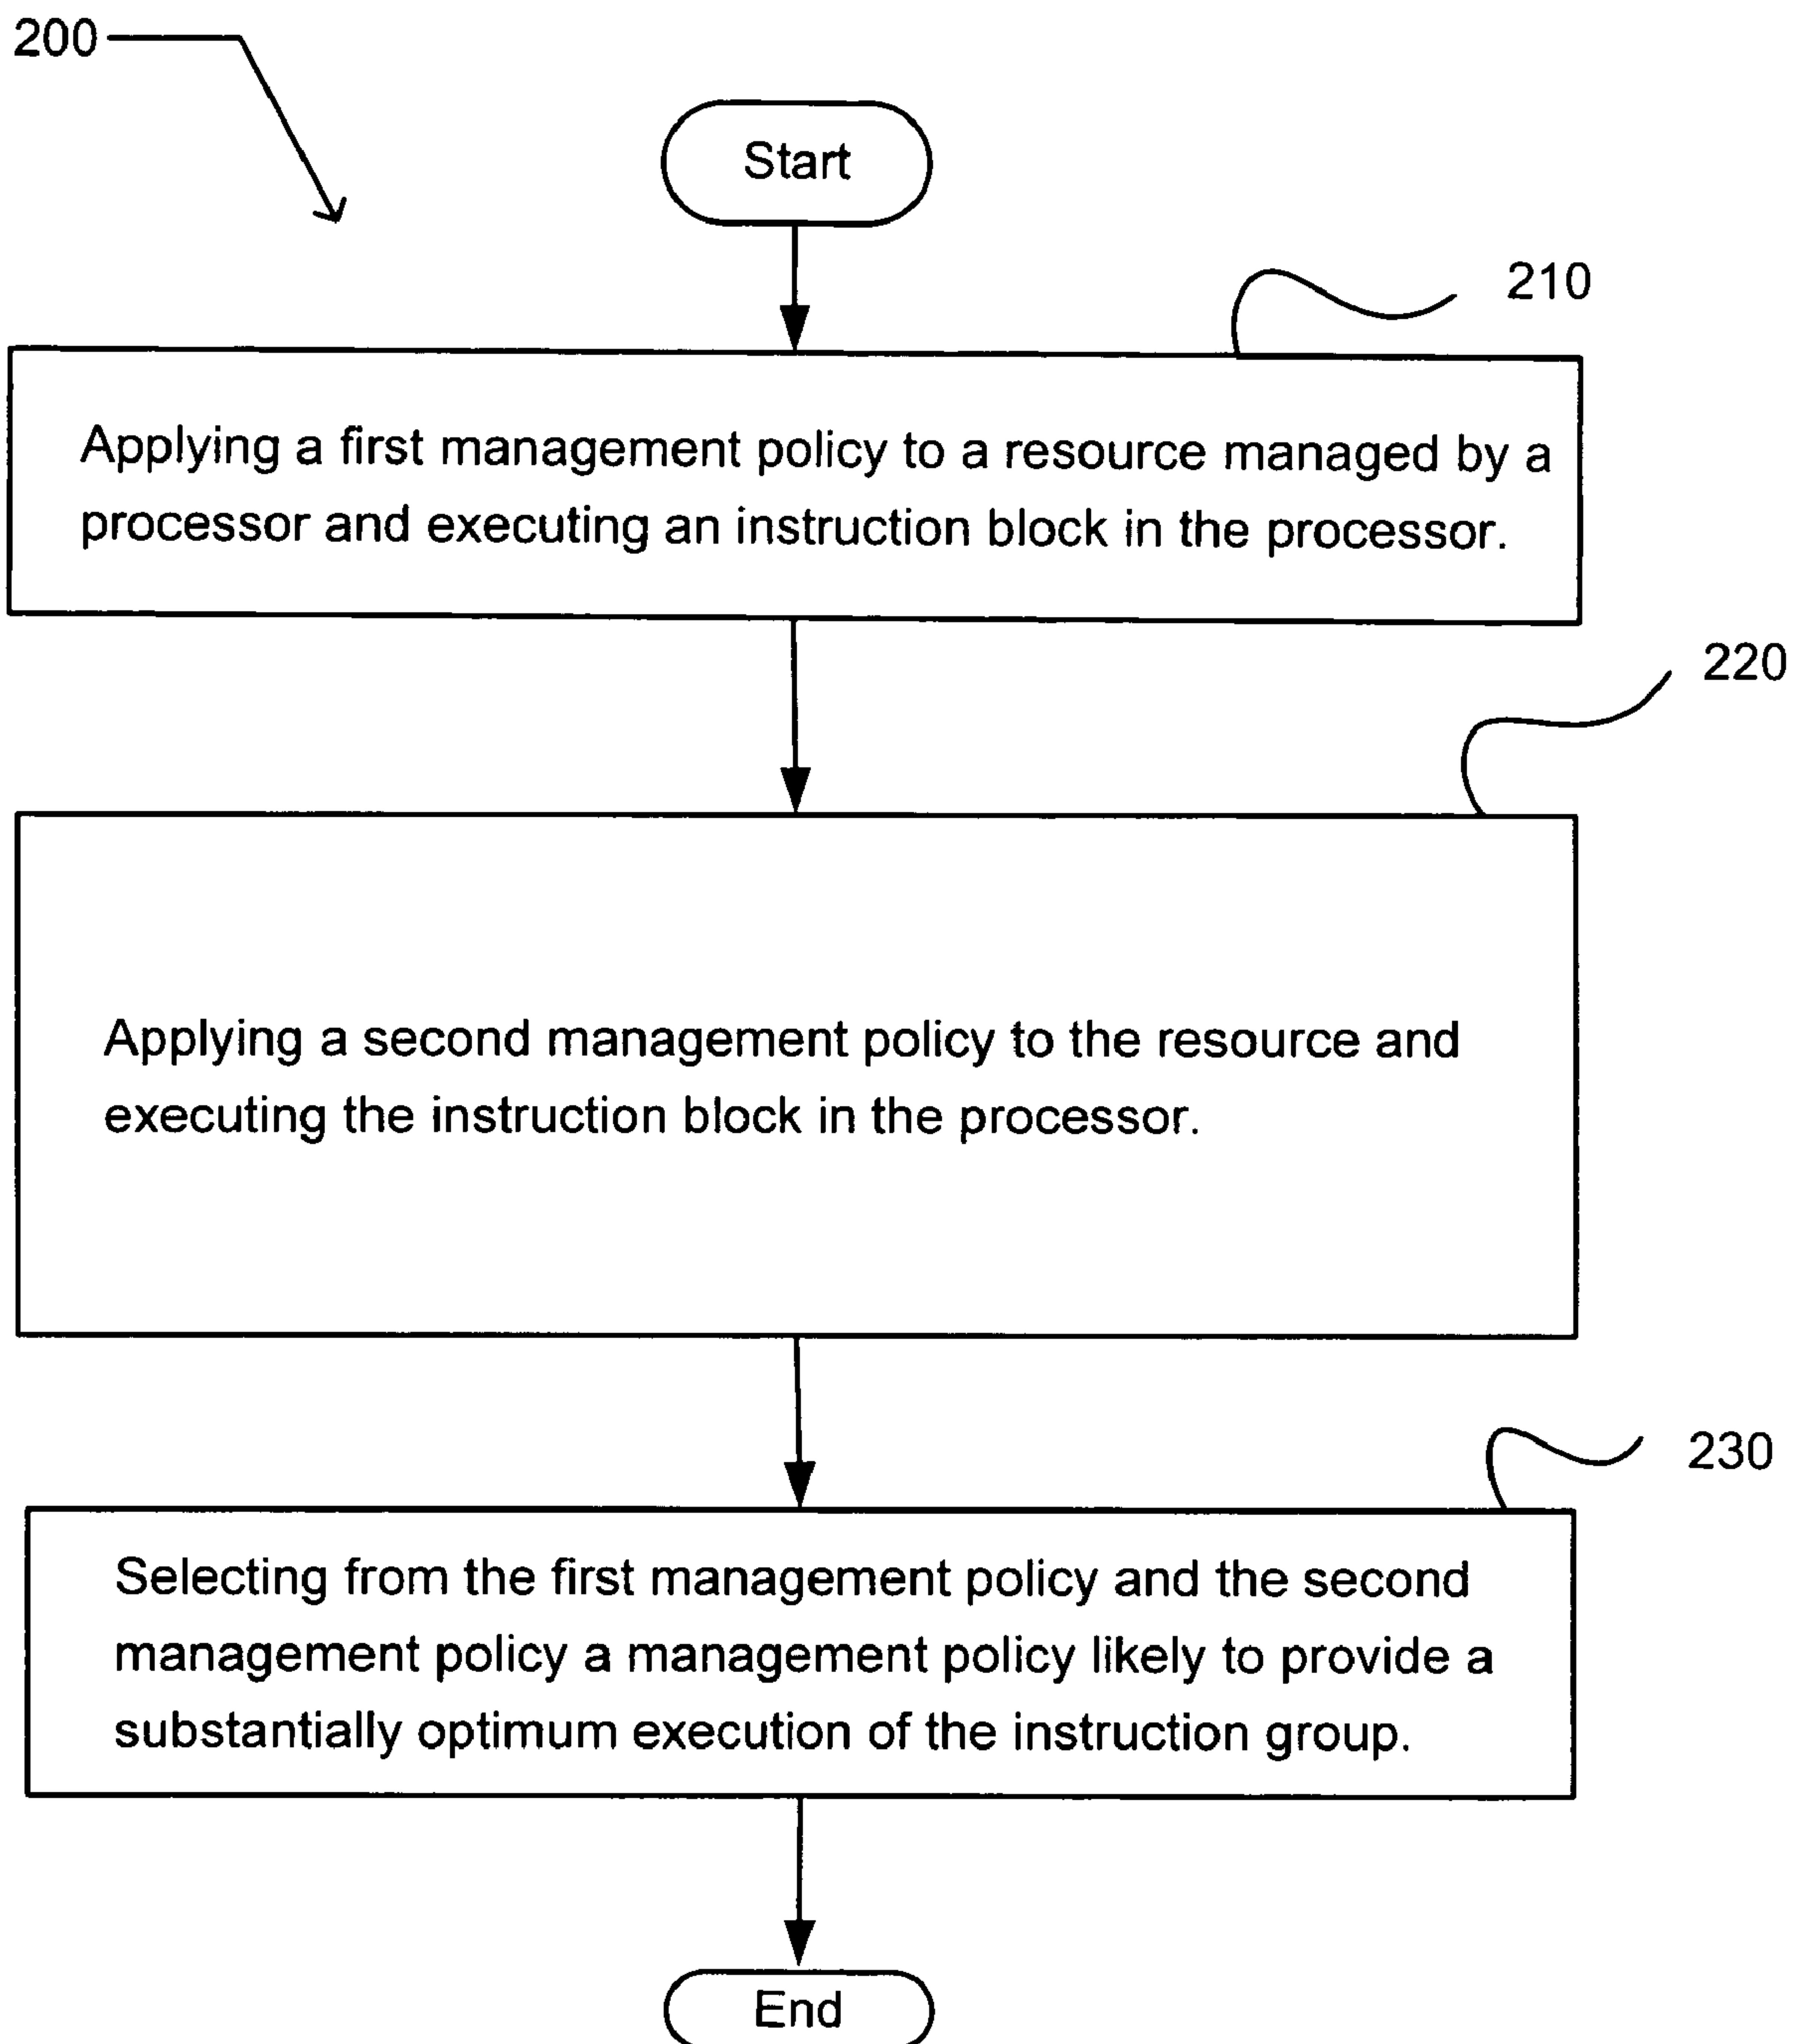 200
Start
210
Applying a first management policy to a resource managed by a
processor and executing an instruction block in the processor.
220
Applying a second management policy to the resource and
executing the instruction block in the processor.
230
Selecting from the first management policy and the second
management policy a management policy likely to provide a
substantially optimum execution of the instruction group.
End